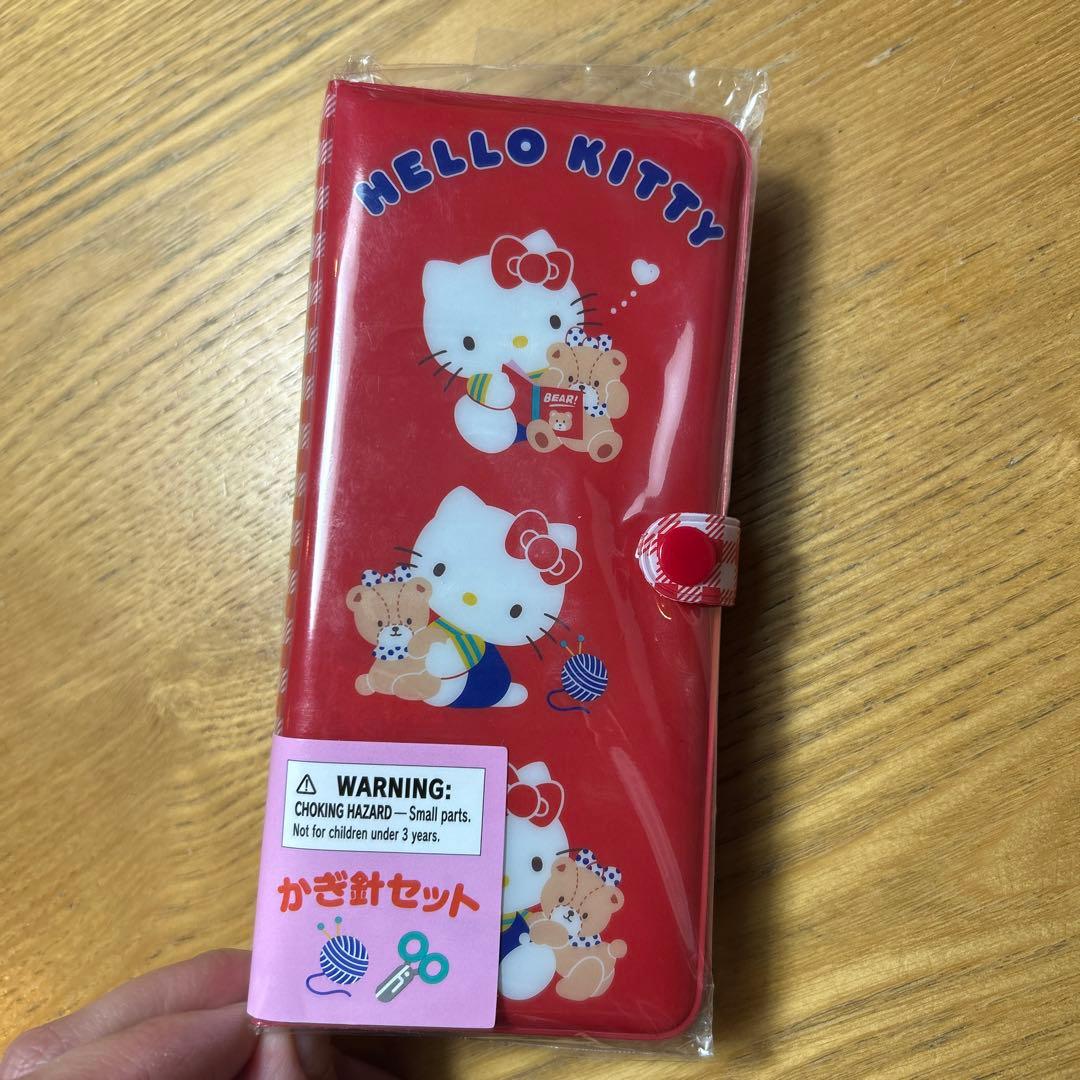 HELLO KITTY
BEAR!
⚠ WARNING:
CHOKING HAZARD — Small parts.
Not for children under 3 years.
かぎ針セット